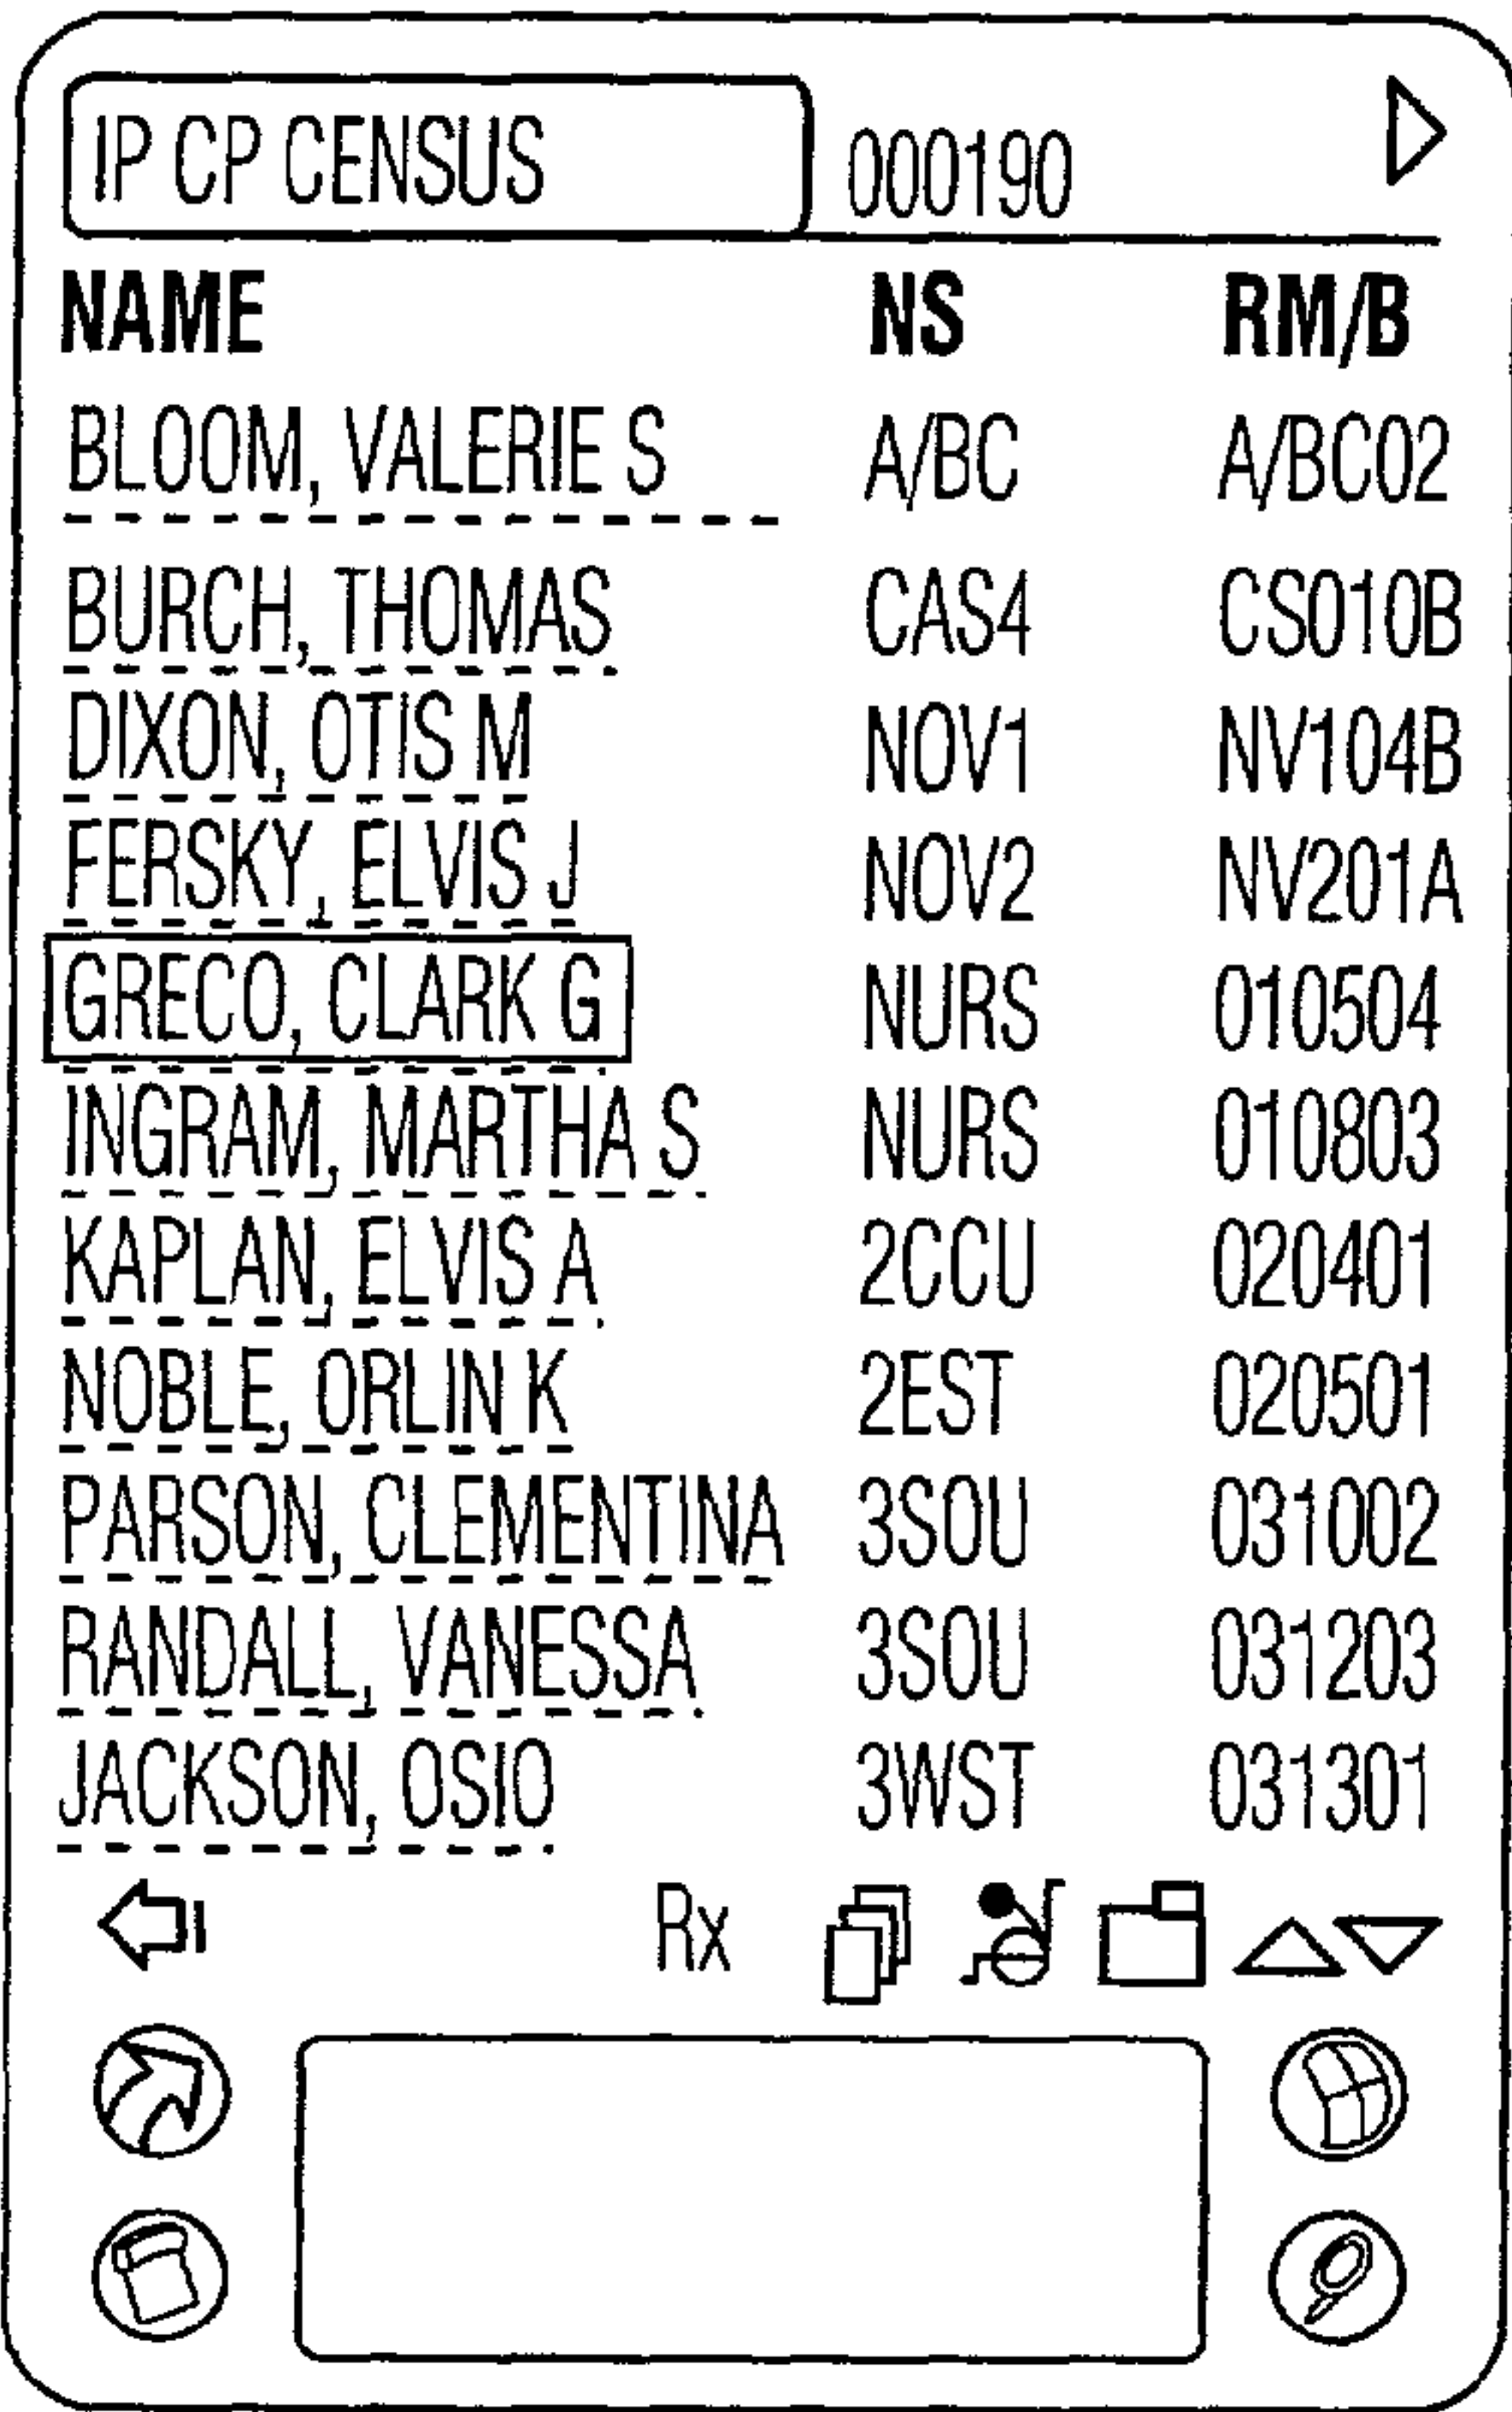 IP CP CENSUS 000190
NAME NS RM/B
BLOOM, VALERIE S A/BC A/BC02
BURCH, THOMAS CAS4 CS010B
DIXON, OTIS M NOV1 NV104B
FERSKY, ELVIS J NOV2 NV201A
GRECO, CLARK G NURS 010504
INGRAM, MARTHA S NURS 010803
KAPLAN, ELVIS A 2CCU 020401
NOBLE, ORLIN K 2EST 020501
PARSON, CLEMENTINA 3SOU 031002
RANDALL, VANESSA 3SOU 031203
JACKSON, OSIO 3WST 031301
Rx